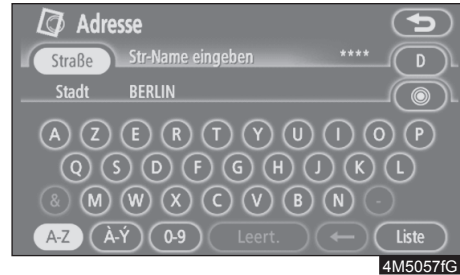 Adresse
Straße Str-Name eingeben **** D
Stadt BERLIN
A Z E R T Y U I O P
Q S D F G H J K L
& M W X C V B N -
A-Z À-Ý 0-9 Leert. ← Liste
4M5057fG